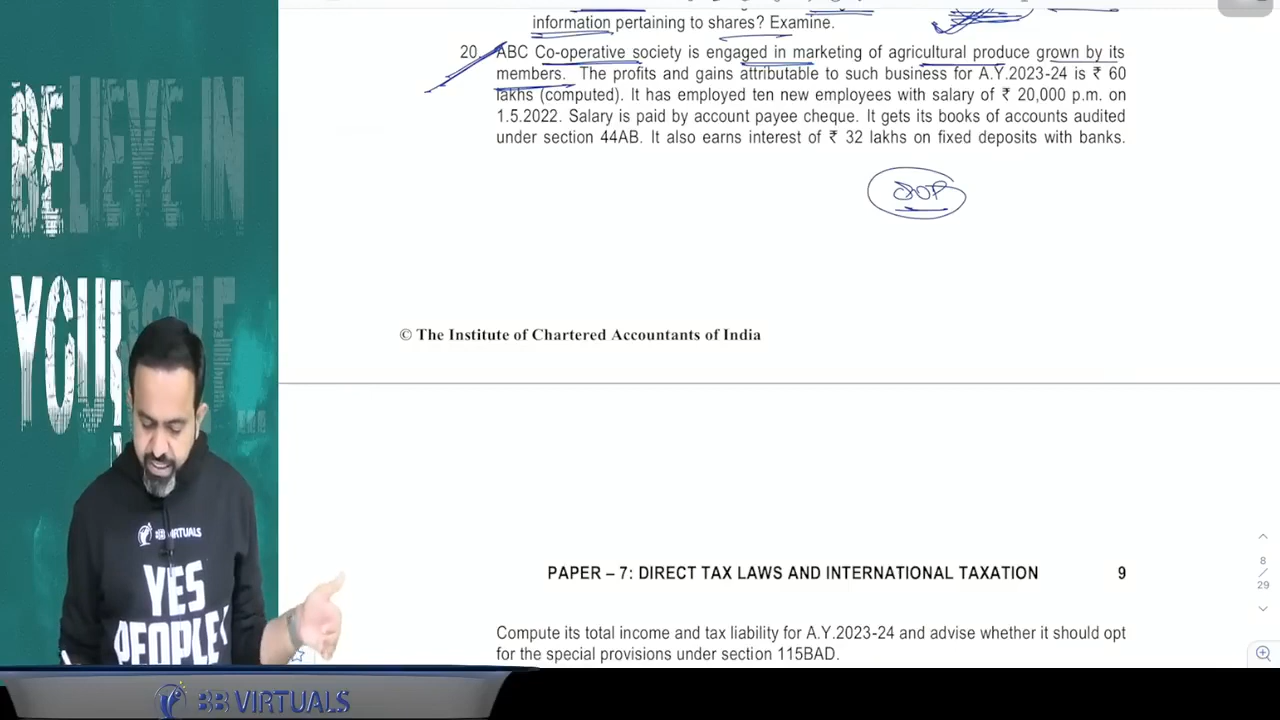 information pertaining to shares? Examine.
20. ABC Co-operative society is engaged in marketing of agricultural produce grown by its
members. The profits and gains attributable to such business for A.Y.2023-24 is ₹ 60
lakhs (computed). It has employed ten new employees with salary of ₹ 20,000 p.m. on
1.5.2022. Salary is paid by account payee cheque. It gets its books of accounts audited
under section 44AB. It also earns interest of ₹ 32 lakhs on fixed deposits with banks.
© The Institute of Chartered Accountants of India
PAPER – 7: DIRECT TAX LAWS AND INTERNATIONAL TAXATION 9
Compute its total income and tax liability for A.Y.2023-24 and advise whether it should opt
for the special provisions under section 115BAD.
8
/
29
BELIEVE IN
YOURSELF...
BB VIRTUALS
YES
PEOPLE
BB VIRTUALS